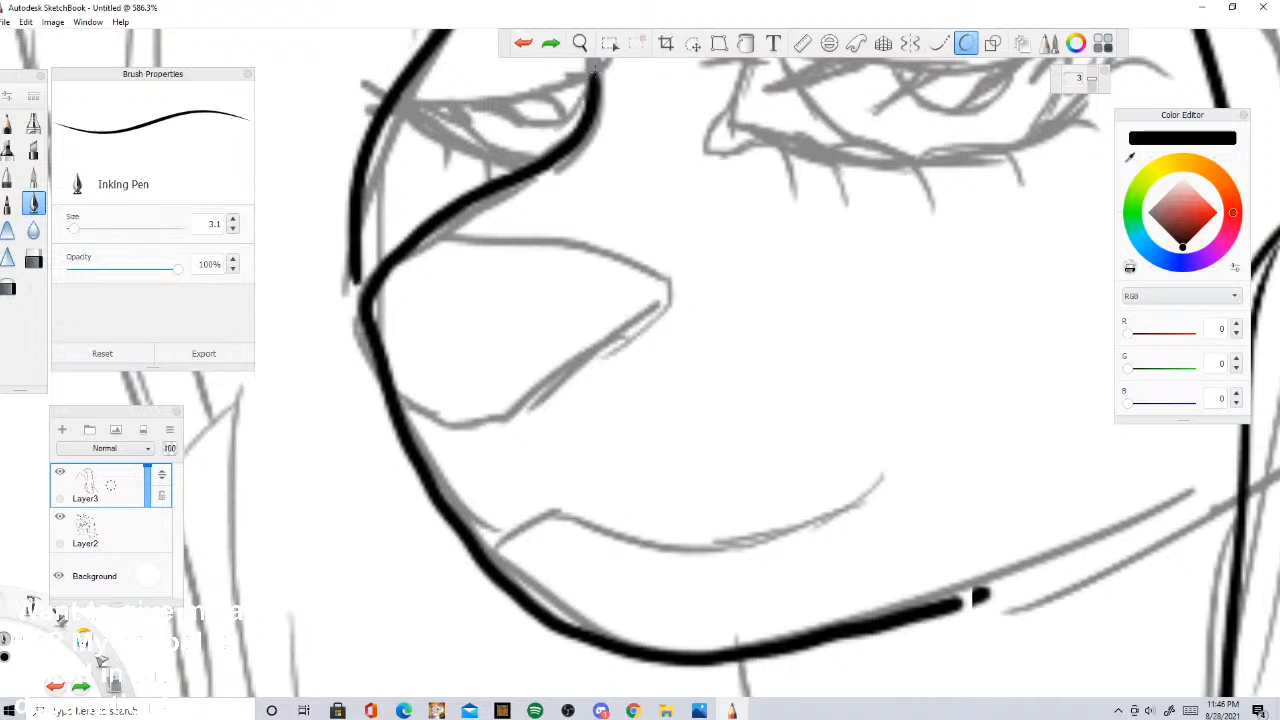 Autodesk SketchBook - Untitled @ 586.3%
File Edit Image Window Help
T
3
Brush Properties
Inking Pen
Size
3.1
Opacity
100%
Reset Export
Color Editor
RGB
R 0
G 0
B 0
Normal 100
Layer3
Layer2
Background
11:46 PM
8/28/2021